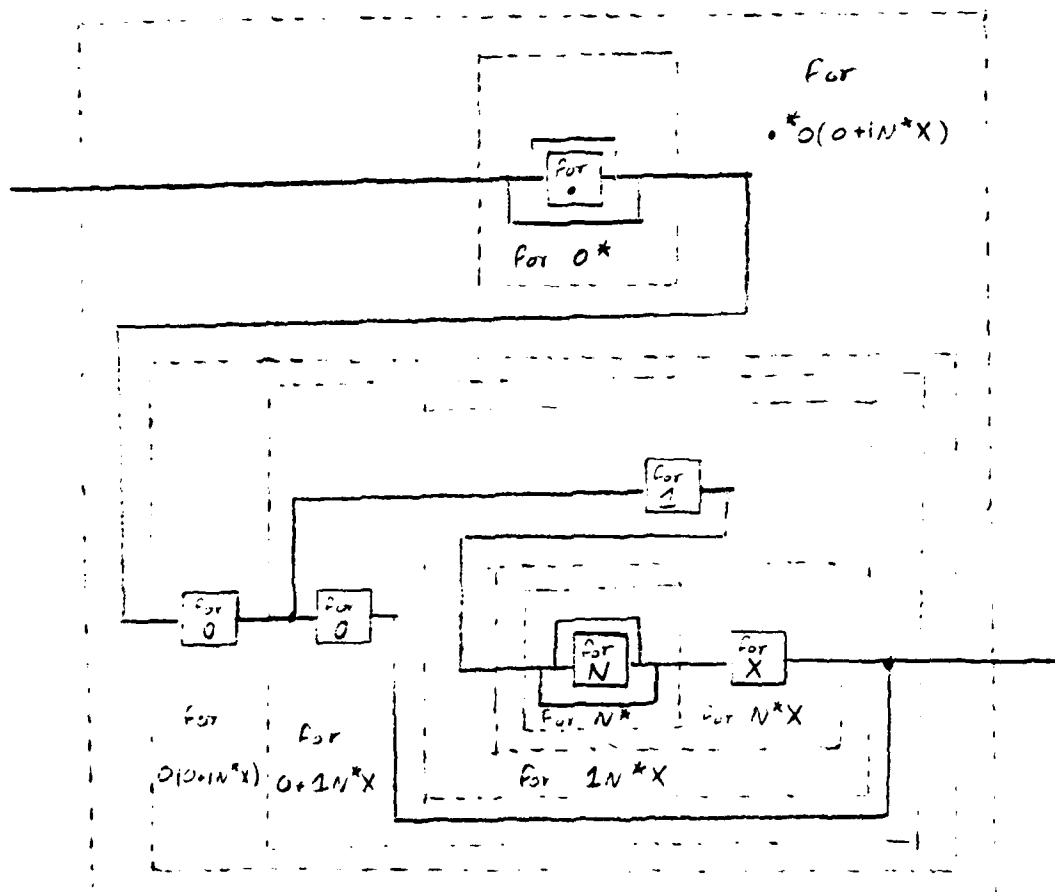 For
.*0(0+1N*X)
For
.
For 0*
For
1
For
0
For
0
For
N
For
X
For N*
For N*X
For
0(0+1N*X)
For
0+1N*X
For 1N*X